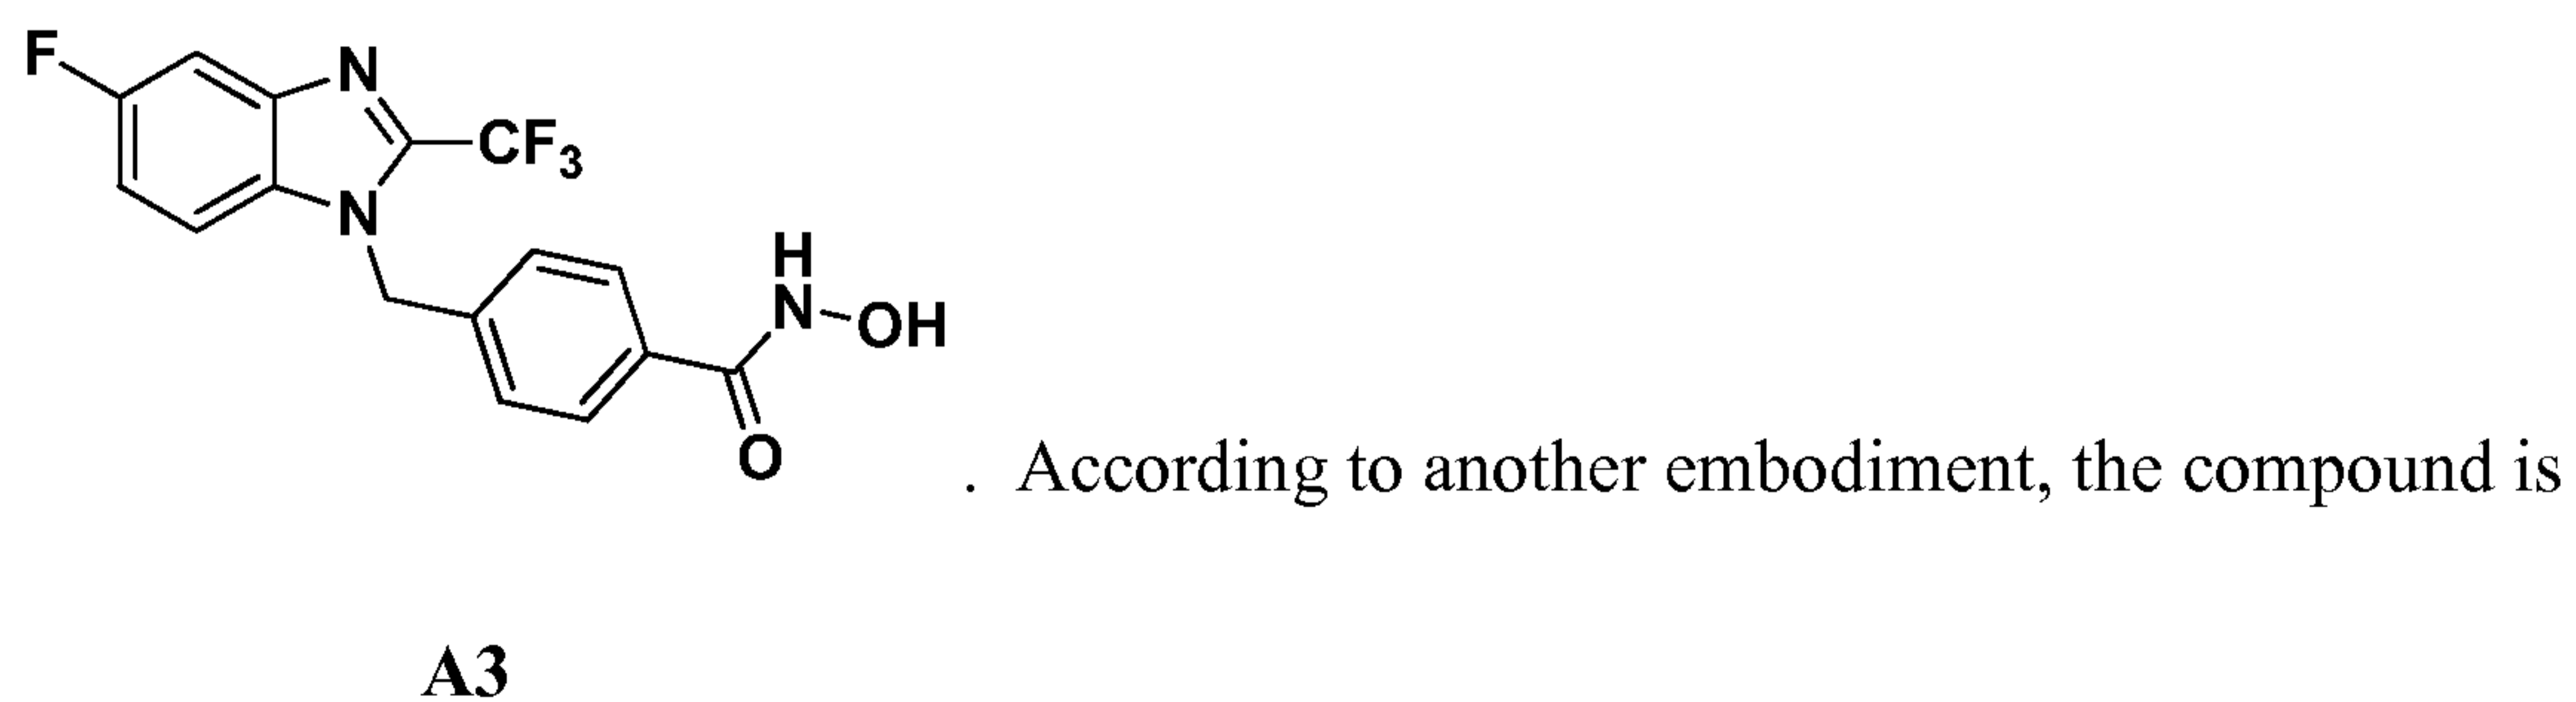 F
N
CF3
N
H
N
OH
O
. According to another embodiment, the compound is
A3